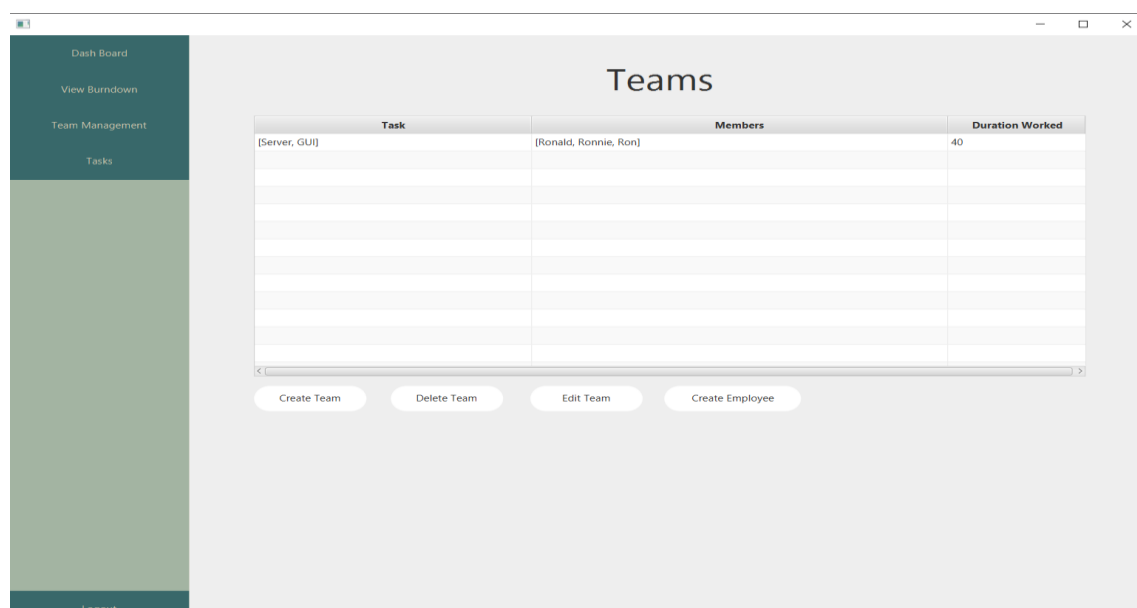 Dash Board
View Burndown
Team Management
Tasks
Teams
Task Members Duration Worked
[Server, GUI] [Ronald, Ronnie, Ron] 40
Create Team Delete Team Edit Team Create Employee
Logout